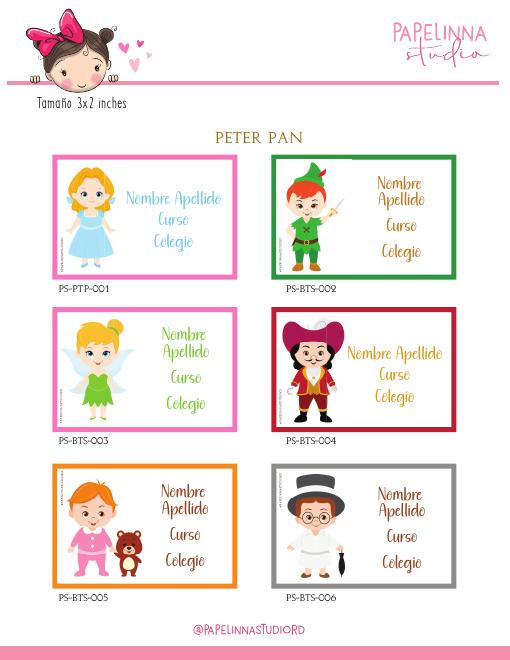 PAPELINNA
studio
Tamaño 3x2 inches
PETER PAN
Nombre Apellido
Curso
Colegio
PS-PTP-001
Nombre
Apellido
Curso
Colegio
PS-BTS-002
Nombre
Apellido
Curso
Colegio
PS-BTS-003
Nombre Apellido
Curso
Colegio
PS-BTS-004
Nombre
Apellido
Curso
Colegio
PS-BTS-005
Nombre
Apellido
Curso
Colegio
PS-BTS-006
@PAPELINNASTUDIORD